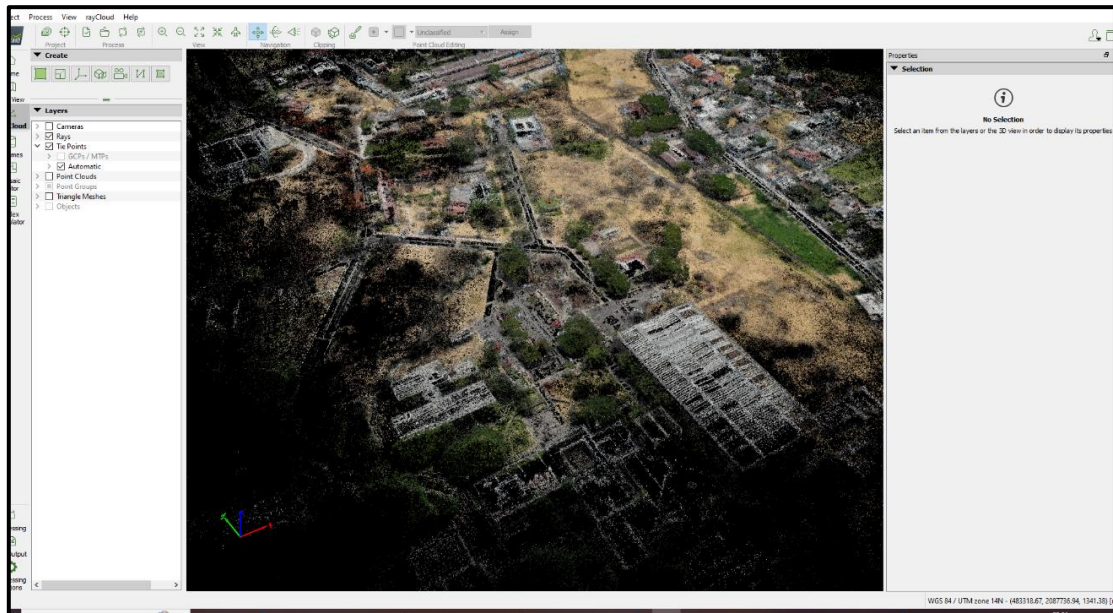 Process View rayCloud Help
Unclassified Assign
Project Process View Navigation Clipping Point Cloud Editing
Create
Layers
Cameras
Rays
Tie Points
GCPs / MTPs
Automatic
Point Clouds
Point Groups
Triangle Meshes
Objects
View
Properties
Selection
No Selection
Select an item from the layers or the 3D view in order to display its properties
WGS 84 / UTM zone 14N - (483318.67, 2087736.94, 1341.38) [